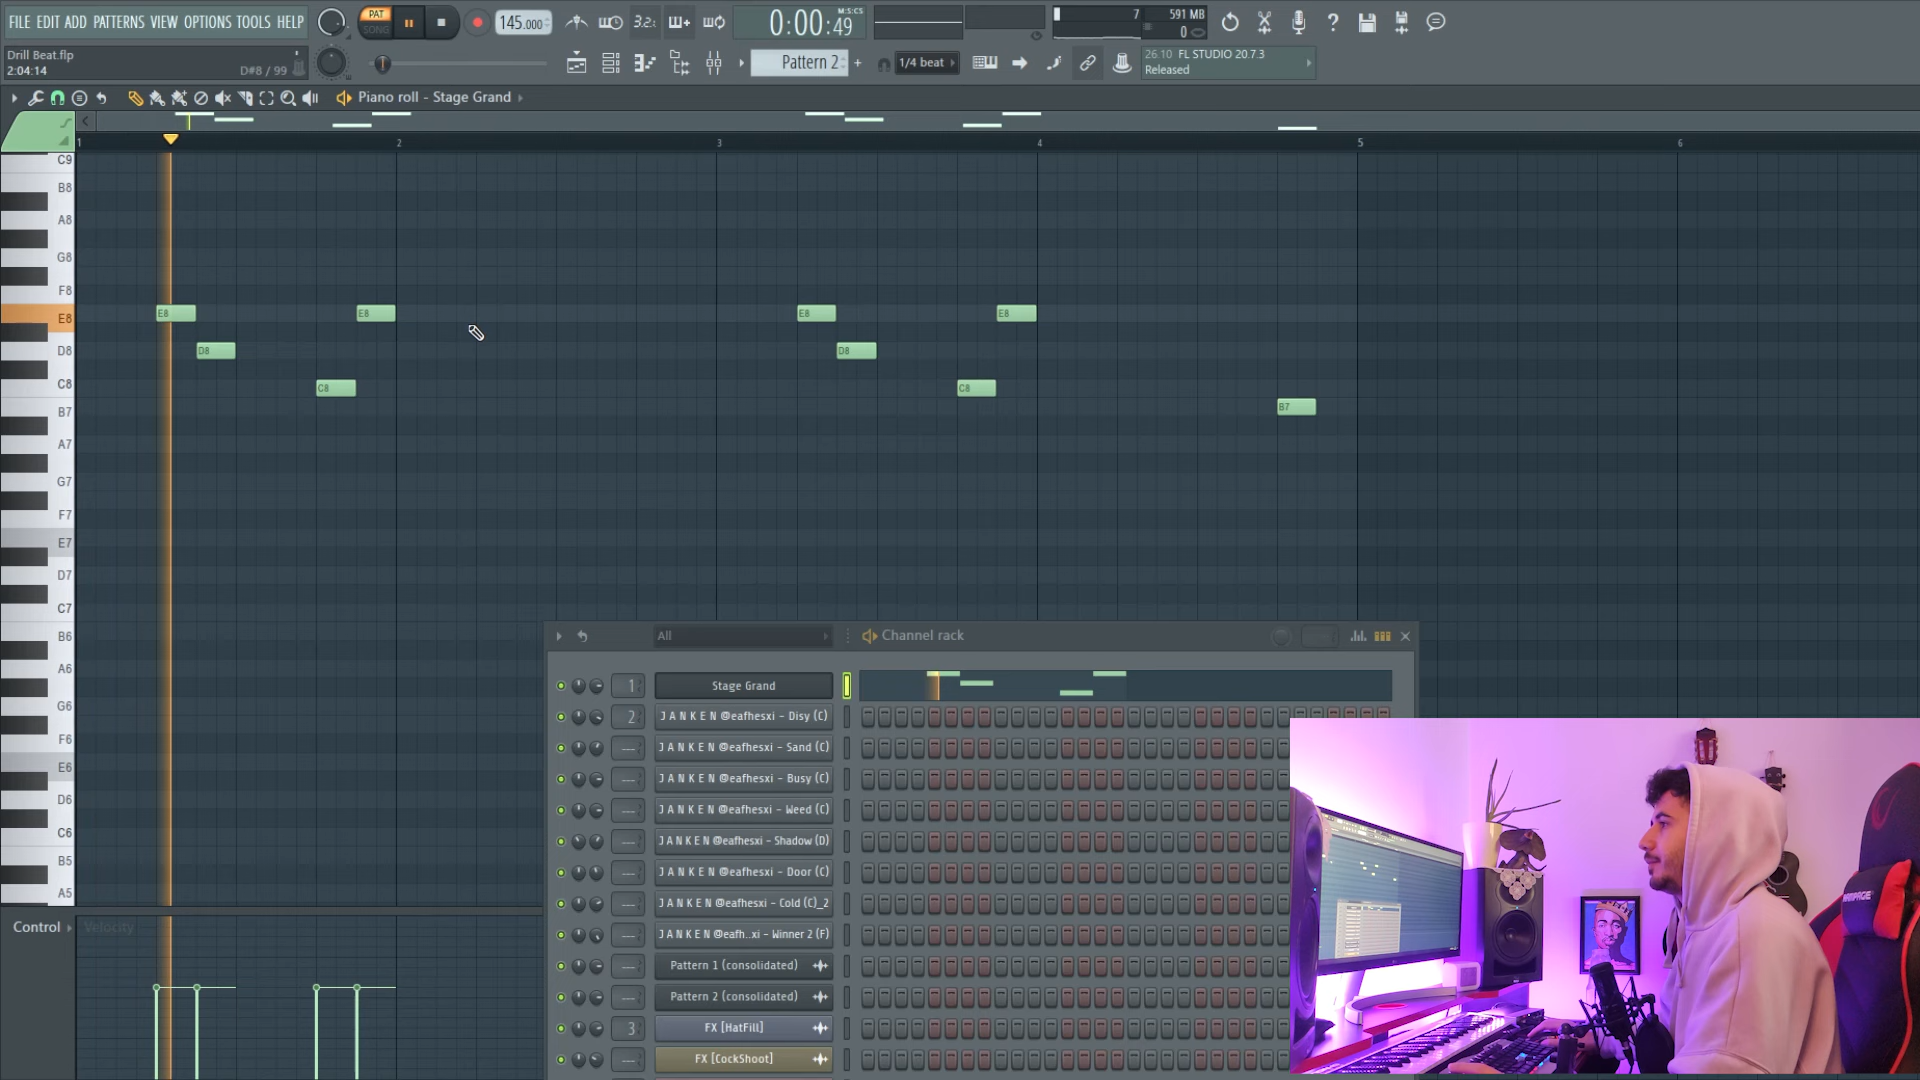 FILE EDIT ADD PATTERNS VIEW OPTIONS TOOLS HELP
PAT
SONG
145.000
3.2:
0:00:49
M:S:CS
7
591 MB
0
Drill Beat.flp
2:04:14
D#8 / 99
Pattern 2
+
1/4 beat
26.10 FL STUDIO 20.7.3
Released
Piano roll - Stage Grand
1
2
3
4
5
6
C9
B8
A8
G8
F8
E8
D8
C8
B7
A7
G7
F7
E7
D7
C7
B6
A6
G6
F6
E6
D6
C6
B5
A5
E8
D8
C8
E8
E8
D8
C8
E8
B7
All
Channel rack
1
Stage Grand
2
J A N K E N @eafhesxi - Disy (C)
--- J A N K E N @eafhesxi - Sand (C)
--- J A N K E N @eafhesxi - Busy (C)
--- J A N K E N @eafhesxi - Weed (C)
--- J A N K E N @eafhesxi - Shadow (D)
--- J A N K E N @eafhesxi - Door (C)
--- J A N K E N @eafhesxi - Cold (C)_2
--- J A N K E N @eafh..xi - Winner 2 (F)
--- Pattern 1 (consolidated)
--- Pattern 2 (consolidated)
3
FX [HatFill]
--- FX [CockShoot]
Control
Velocity